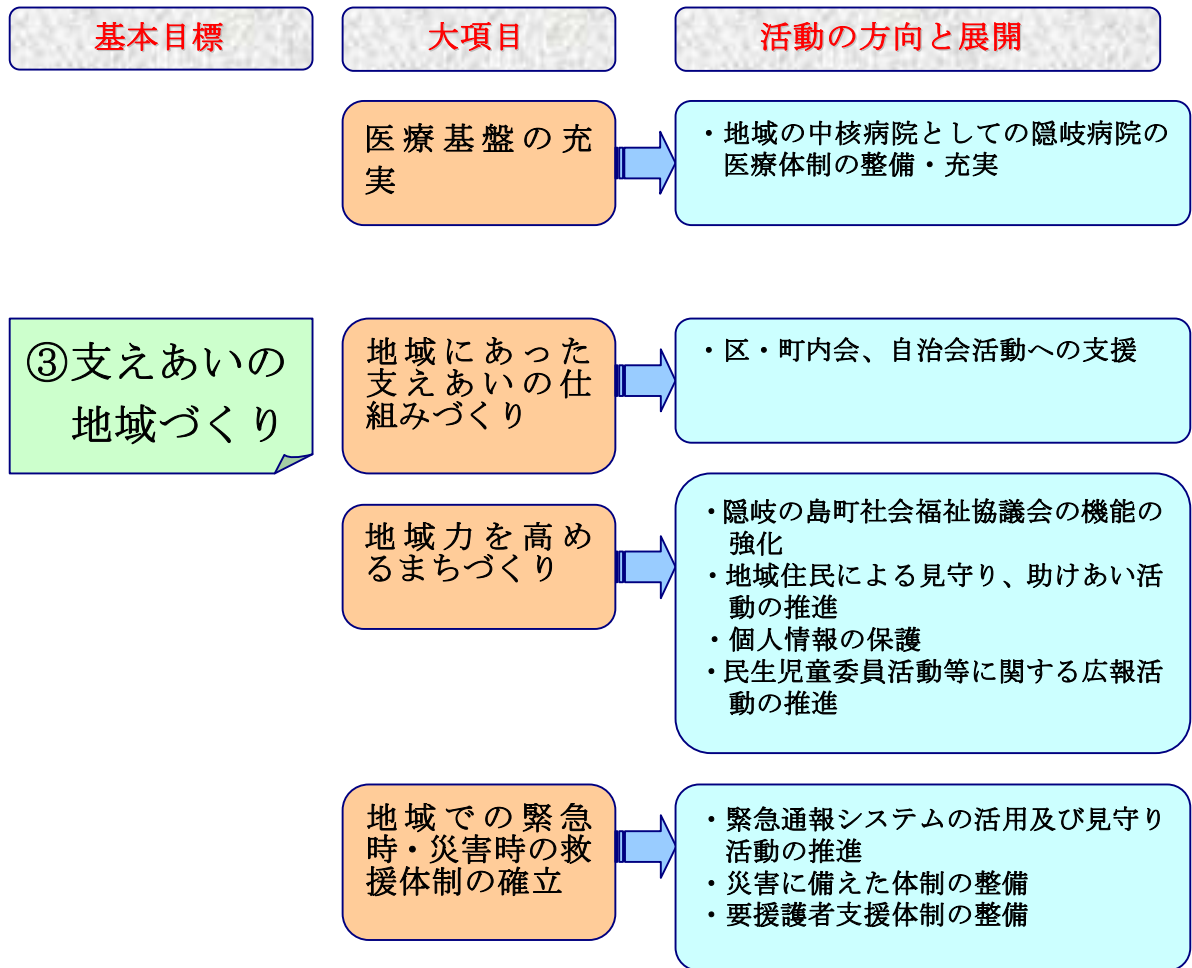 基本目標
大項目
活動の方向と展開
医療基盤の充
実
・地域の中核病院としての隠岐病院の
医療体制の整備・充実
③支えあいの
地域づくり
地域にあった
支えあいの仕
組みづくり
・区・町内会、自治会活動への支援
地域力を高め
るまちづくり
・隠岐の島町社会福祉協議会の機能の
強化
・地域住民による見守り、助けあい活
動の推進
・個人情報の保護
・民生児童委員活動等に関する広報活
動の推進
地域での緊急
時・災害時の救
援体制の確立
・緊急通報システムの活用及び見守り
活動の推進
・災害に備えた体制の整備
・要援護者支援体制の整備